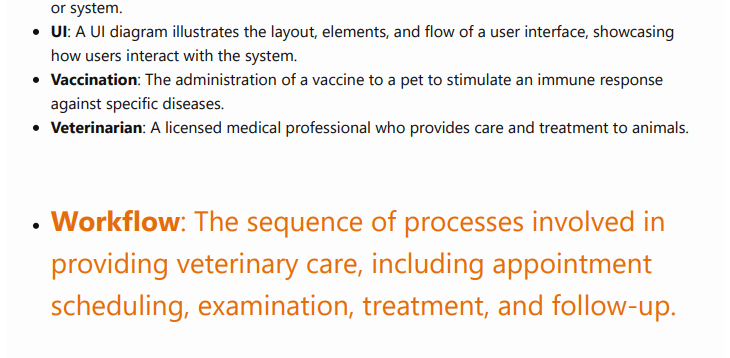 or system.
• UI: A UI diagram illustrates the layout, elements, and flow of a user interface, showcasing
how users interact with the system.
• Vaccination: The administration of a vaccine to a pet to stimulate an immune response
against specific diseases.
• Veterinarian: A licensed medical professional who provides care and treatment to animals.
• Workflow: The sequence of processes involved in
providing veterinary care, including appointment
scheduling, examination, treatment, and follow-up.